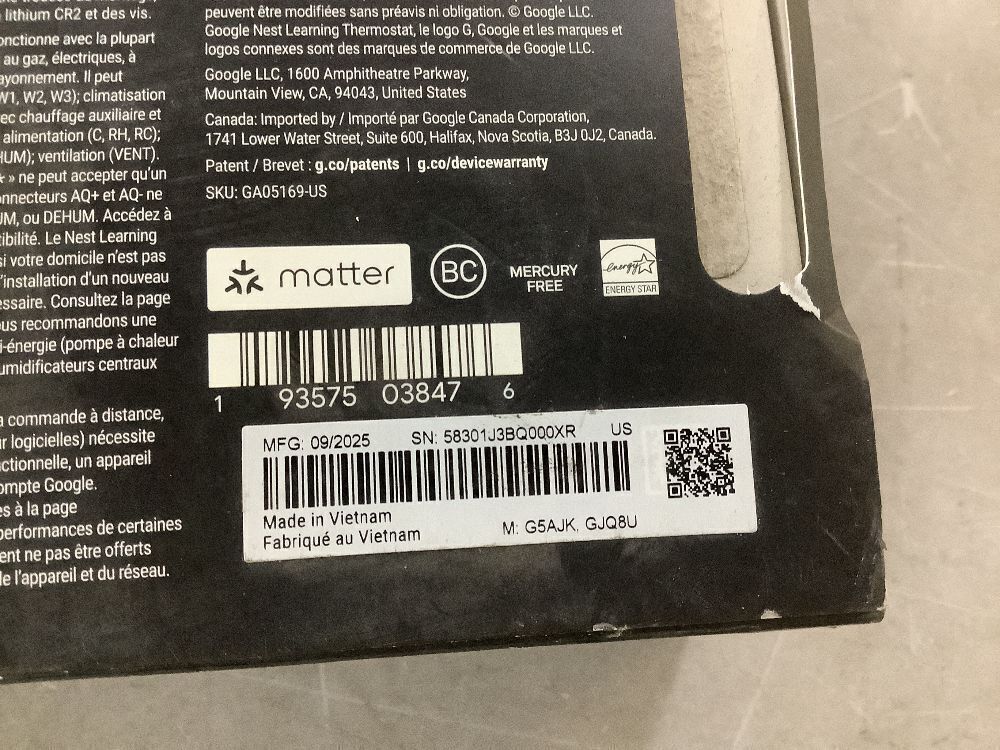 lithium CR2 et des vis.
onctionne avec la plupart
au gaz, électriques, à
ayonnement. Il peut
W1, W2, W3); climatisation
ec chauffage auxiliaire et
alimentation (C, RH, RC);
HUM); ventilation (VENT).
» ne peut accepter qu'un
nnecteurs AQ+ et AQ- ne
UM, ou DEHUM. Accédez à
tibilité. Le Nest Learning
si votre domicile n'est pas
l'installation d'un nouveau
essaire. Consultez la page
ous recommandons une
i-énergie (pompe à chaleur
umidificateurs centraux
a commande à distance,
ur logicielles) nécessite
actionnelle, un appareil
ompte Google.
es à la page
performances de certaines
ent ne pas être offerts
le l'appareil et du réseau.
peuvent être modifiées sans préavis ni obligation. © Google LLC.
Google Nest Learning Thermostat, le logo G, Google et les marques et
logos connexes sont des marques de commerce de Google LLC.
Google LLC, 1600 Amphitheatre Parkway,
Mountain View, CA, 94043, United States
Canada: Imported by / Importé par Google Canada Corporation,
1741 Lower Water Street, Suite 600, Halifax, Nova Scotia, B3J 0J2, Canada.
Patent / Brevet : g.co/patents | g.co/devicewarranty
SKU: GA05169-US
matter
BC
MERCURY
FREE
energy
ENERGY STAR
1 93575 03847 6
MFG: 09/2025 SN: 58301J3BQ000XR US
Made in Vietnam
Fabriqué au Vietnam
M: G5AJK, GJQ8U